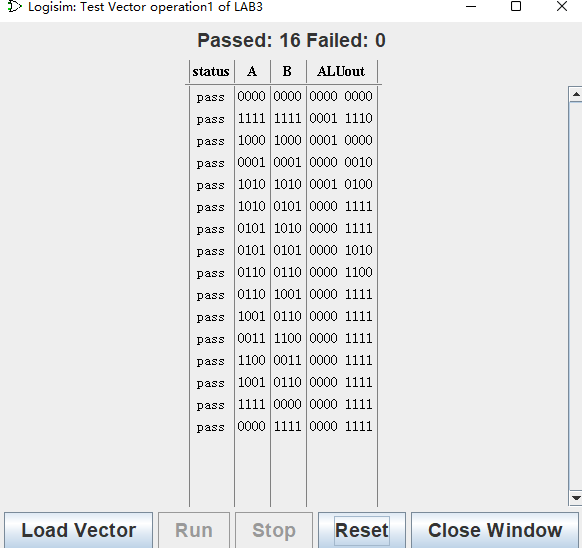 Logisim: Test Vector operation1 of LAB3
Passed: 16 Failed: 0
status A B ALUout
pass 0000 0000 0000 0000
pass 1111 1111 0001 1110
pass 1000 1000 0001 0000
pass 0001 0001 0000 0010
pass 1010 1010 0001 0100
pass 1010 0101 0000 1111
pass 0101 1010 0000 1111
pass 0101 0101 0000 1010
pass 0110 0110 0000 1100
pass 0110 1001 0000 1111
pass 1001 0110 0000 1111
pass 0011 1100 0000 1111
pass 1100 0011 0000 1111
pass 1001 0110 0000 1111
pass 1111 0000 0000 1111
pass 0000 1111 0000 1111
Load Vector Run Stop Reset Close Window